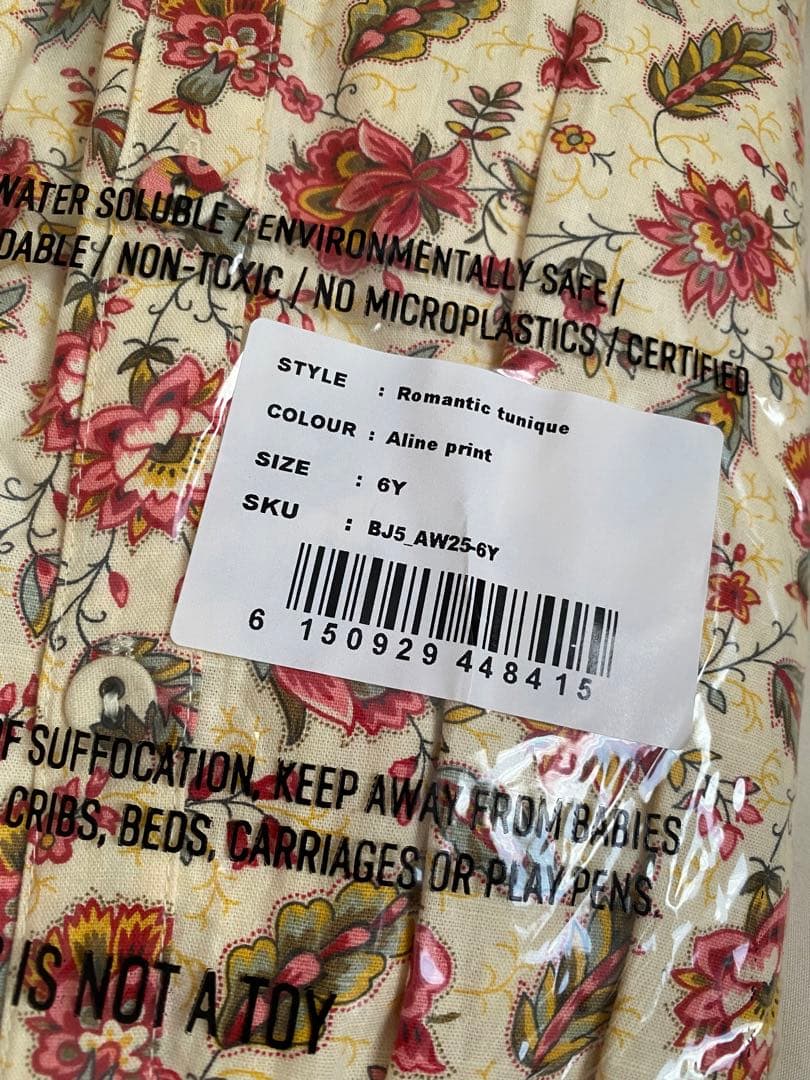 WATER SOLUBLE / ENVIRONMENTALLY SAFE /
DABLE / NON-TOXIC / NO MICROPLASTICS / CERTIFIED
STYLE : Romantic tunique
COLOUR : Aline print
SIZE : 6Y
SKU : BJ5_AW25-6Y
6 150929 448415
F SUFFOCATION, KEEP AWAY FROM BABIES
CRIBS, BEDS, CARRIAGES OR PLAY PENS.
IS NOT A TOY